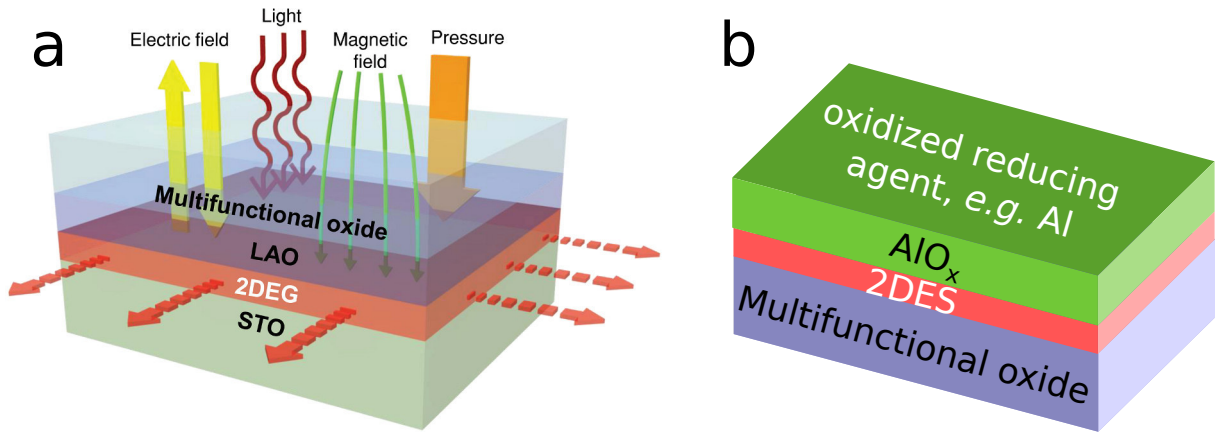 a
Electric field
Light
Magnetic
field
Pressure
Multifunctional oxide
LAO
2DEG
STO
b
oxidized reducing
agent, e.g. Al
AlOₓ
2DES
Multifunctional oxide